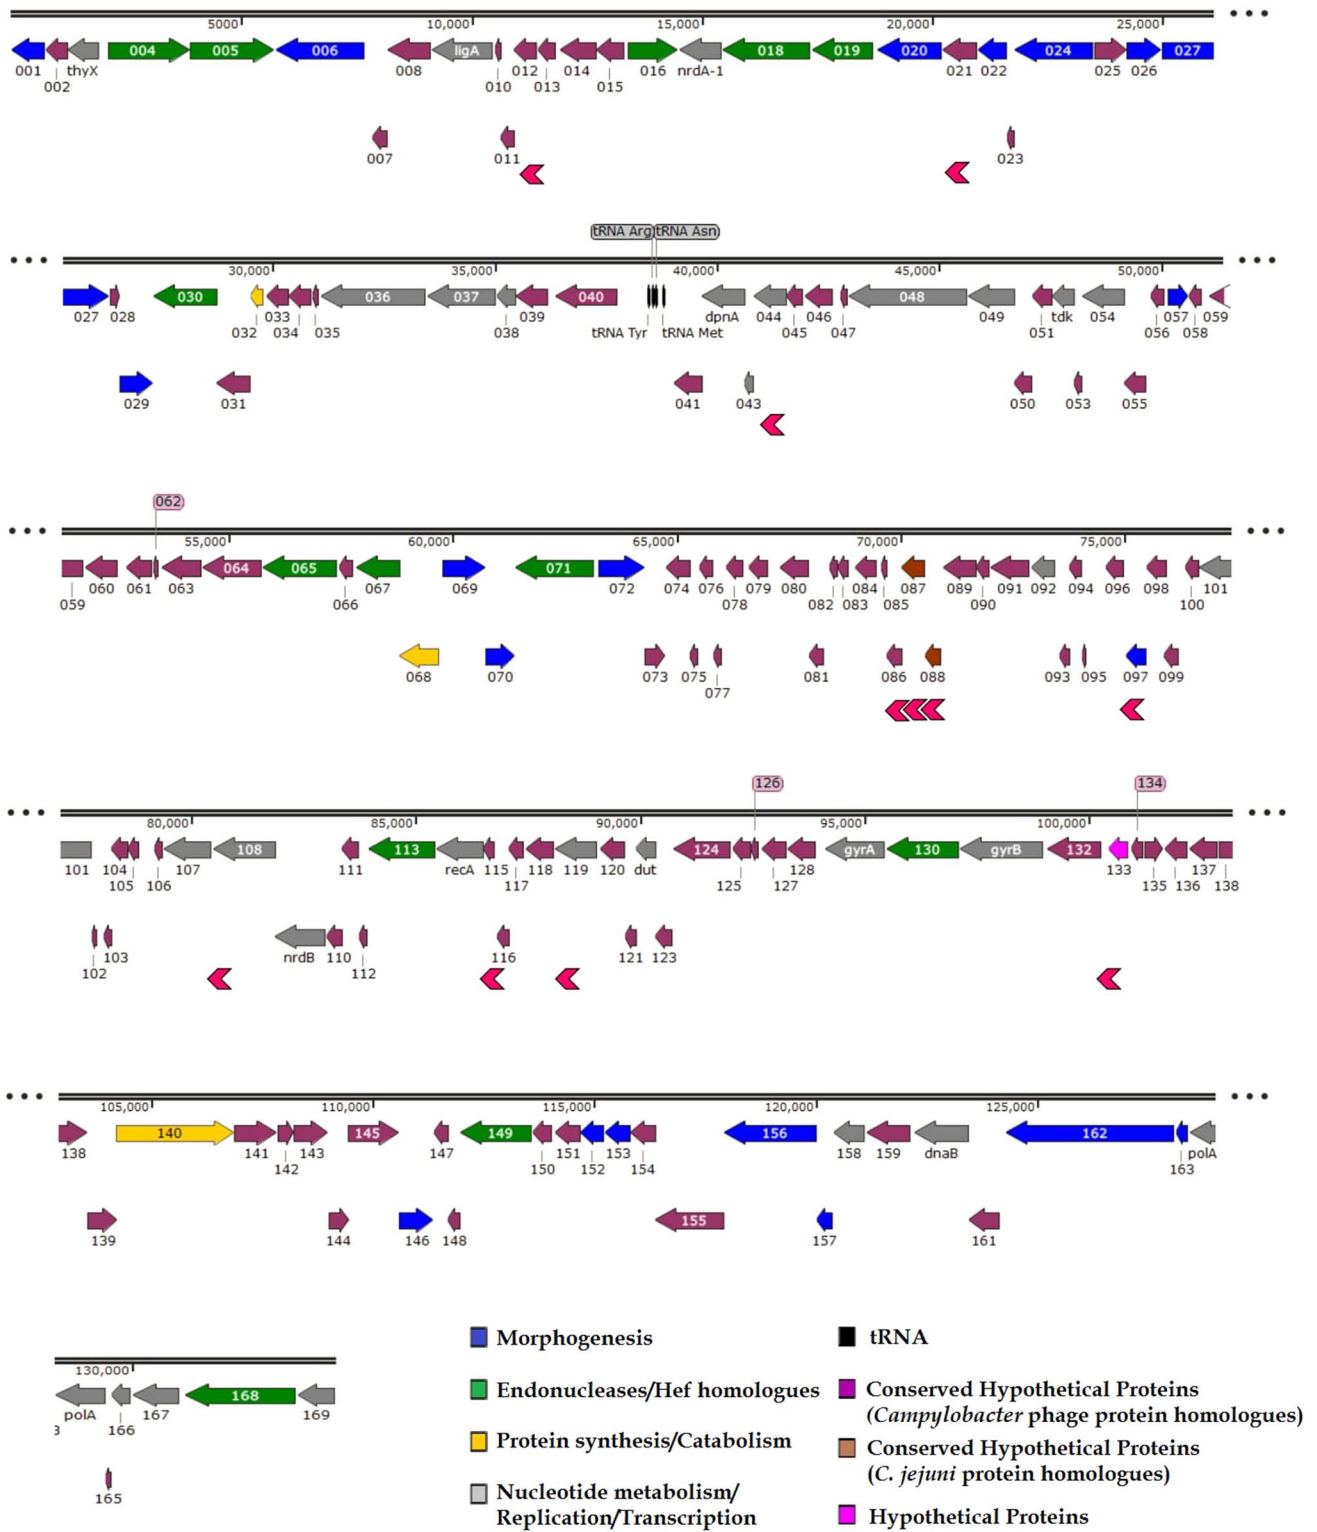 5000 10,000 15,000 20,000 25,000
004 005 006 ligA 018 019 020 024 027
001 thyX 008 012 014 016 nrdA-1 021 022 025 026
002 010 013 015
007 011 023
tRNA Arg tRNA Asn
30,000 35,000 40,000 45,000 50,000
030 036 037 040 048
027 028 033 039 dpnA 044 046 049 tdk 054 057 059
032 034 035 038 tRNA Tyr tRNA Met 045 047 051 056 058
029 031 041 043 050 053 055
062
55,000 60,000 65,000 70,000 75,000
064 065 071
060 061 063 067 069 072 074 076 079 080 084 087 089 091 092 094 096 098 101
059 066 078 082 083 085 090 100
068 070 073 075 081 086 088 093 095 097 099
077
126 134
80,000 85,000 90,000 95,000 100,000
108 113 124 gyrA 130 gyrB 132
101 104 107 111 recA 115 118 119 120 dut 128 133 137
105 106 117 125 127 135 136 138
103 nrdB 110 116 121 123
102 112
105,000 110,000 115,000 120,000 125,000
140 145 149 156 162
138 141 143 147 151 153 158 159 dnaB polA
142 150 152 154 163
155
139 144 146 148 157 161
130,000
168
polA 167 169
3 166
165
Morphogenesis
tRNA
Endonucleases/Hef homologues
Conserved Hypothetical Proteins
(Campylobacter phage protein homologues)
Protein synthesis/Catabolism
Conserved Hypothetical Proteins
(C. jejuni protein homologues)
Nucleotide metabolism/
Replication/Transcription
Hypothetical Proteins